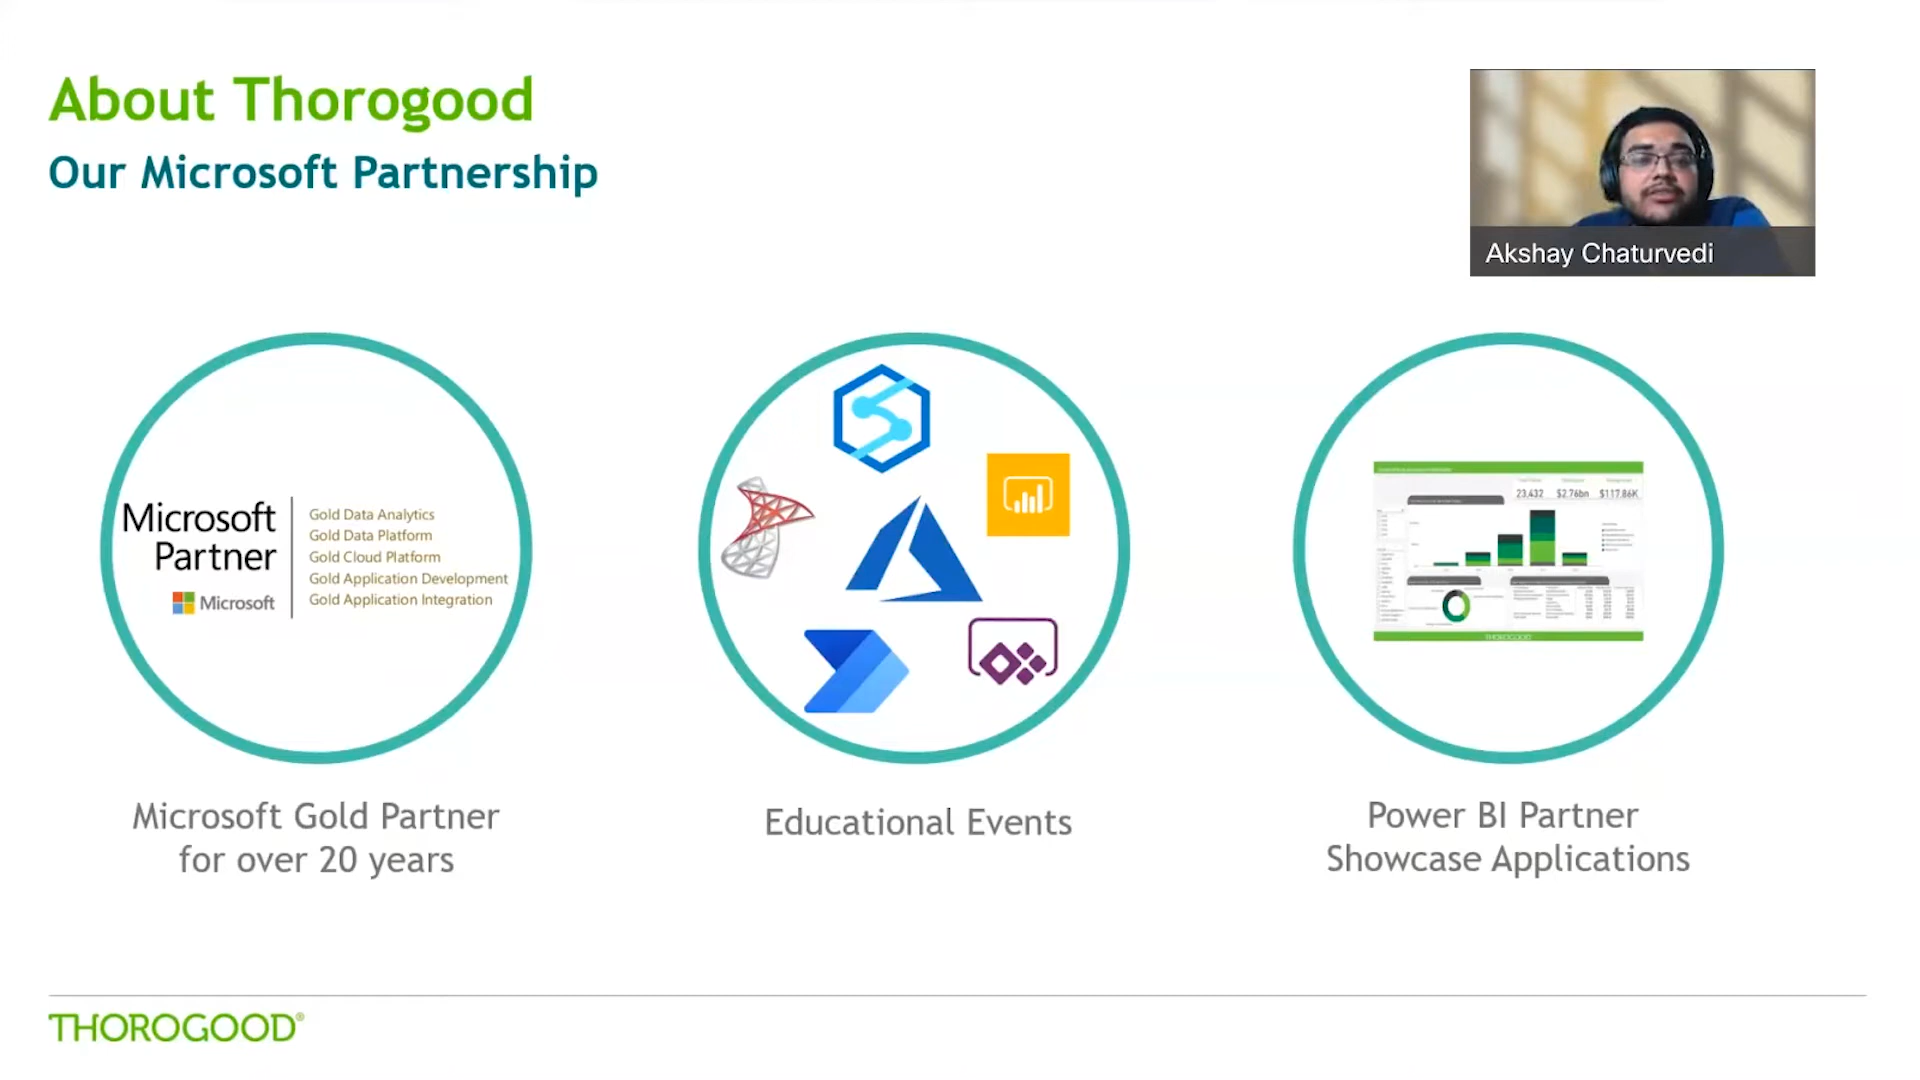 About Thorogood
Our Microsoft Partnership
Akshay Chaturvedi
Microsoft
Partner
Microsoft
Gold Data Analytics
Gold Data Platform
Gold Cloud Platform
Gold Application Development
Gold Application Integration
23,432 $2.76bn $117.86K
THOROGOOD
Microsoft Gold Partner
for over 20 years
Educational Events
Power BI Partner
Showcase Applications
THOROGOOD®